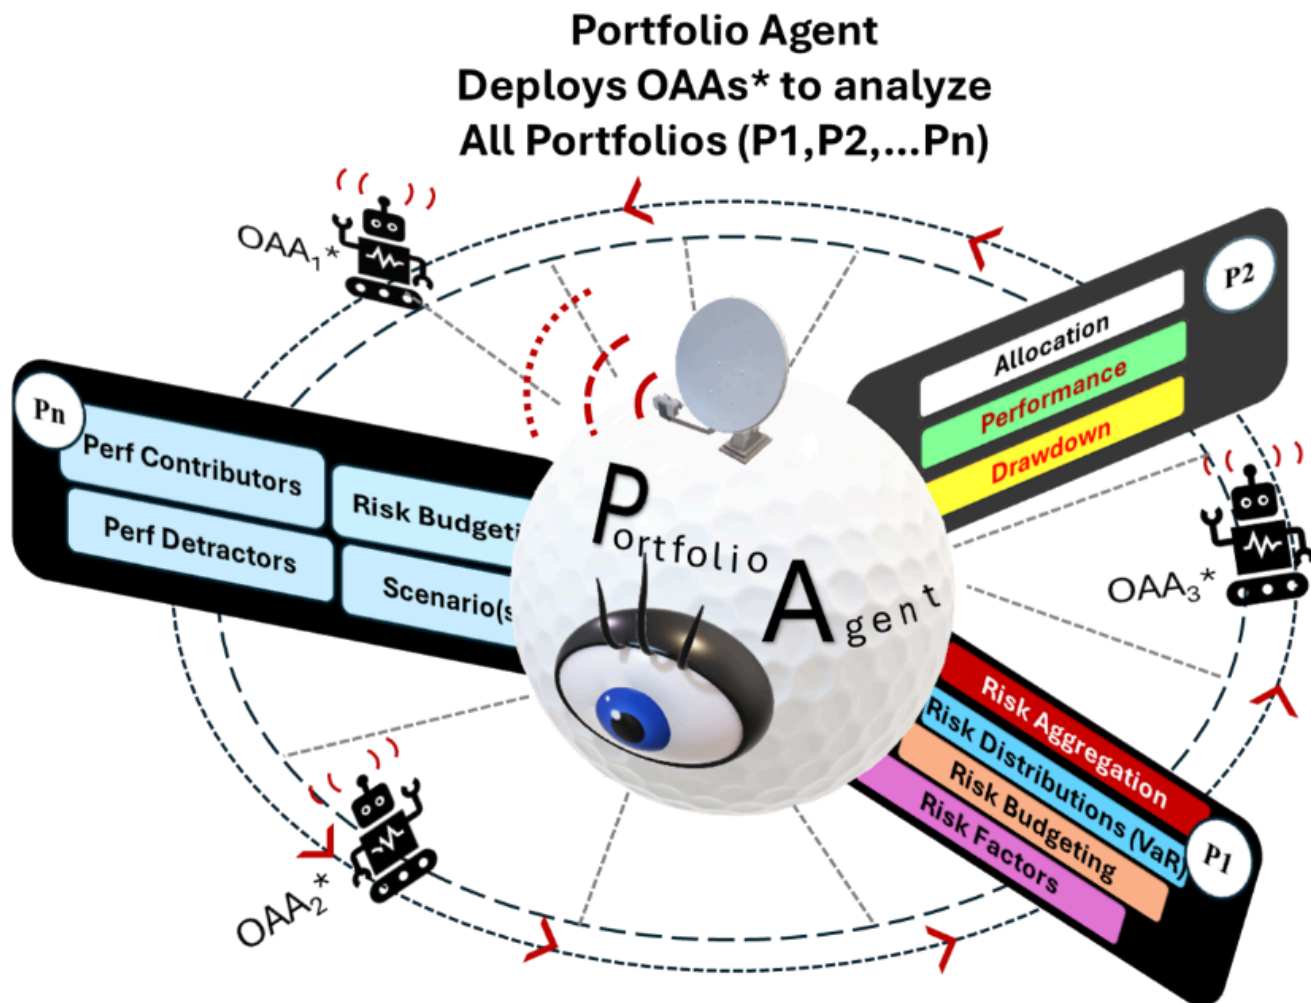 Portfolio Agent
Deploys OAAs* to analyze
All Portfolios (P1,P2,...Pn)
OAA1*
P2
Allocation
Performance
Drawdown
Pn
Perf Contributors
Risk Budgeti
Perf Detractors
Scenario(s
Portfolio
Agent
OAA3*
Risk Aggregation
Risk Distributions (VaR)
Risk Budgeting
Risk Factors
P1
OAA2*